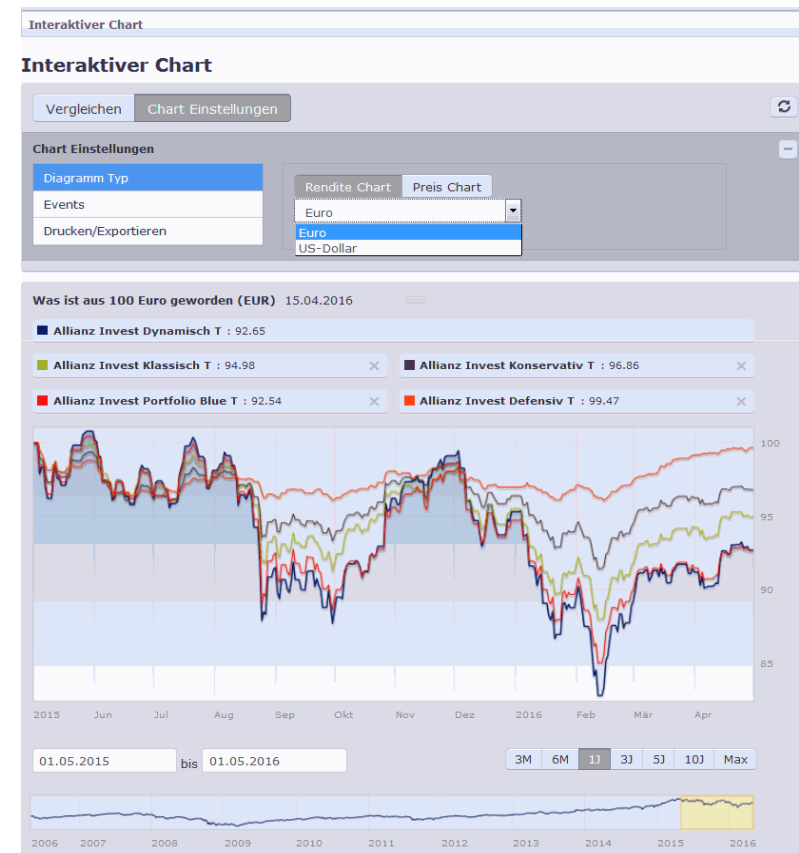 Interaktiver Chart
Interaktiver Chart
Vergleichen Chart Einstellungen
Chart Einstellungen
Diagramm Typ
Events
Drucken/Exportieren
Rendite Chart Preis Chart
Euro
Euro
US-Dollar
Was ist aus 100 Euro geworden (EUR) 15.04.2016
Allianz Invest Dynamisch T : 92.65
Allianz Invest Klassisch T : 94.98 Allianz Invest Konservativ T : 96.86
Allianz Invest Portfolio Blue T : 92.54 Allianz Invest Defensiv T : 99.47
100
95
90
85
2015 Jun Jul Aug Sep Okt Nov Dez 2016 Feb Mär Apr
01.05.2015 bis 01.05.2016 3M 6M 1J 3J 5J 10J Max
2006 2007 2008 2009 2010 2011 2012 2013 2014 2015 2016